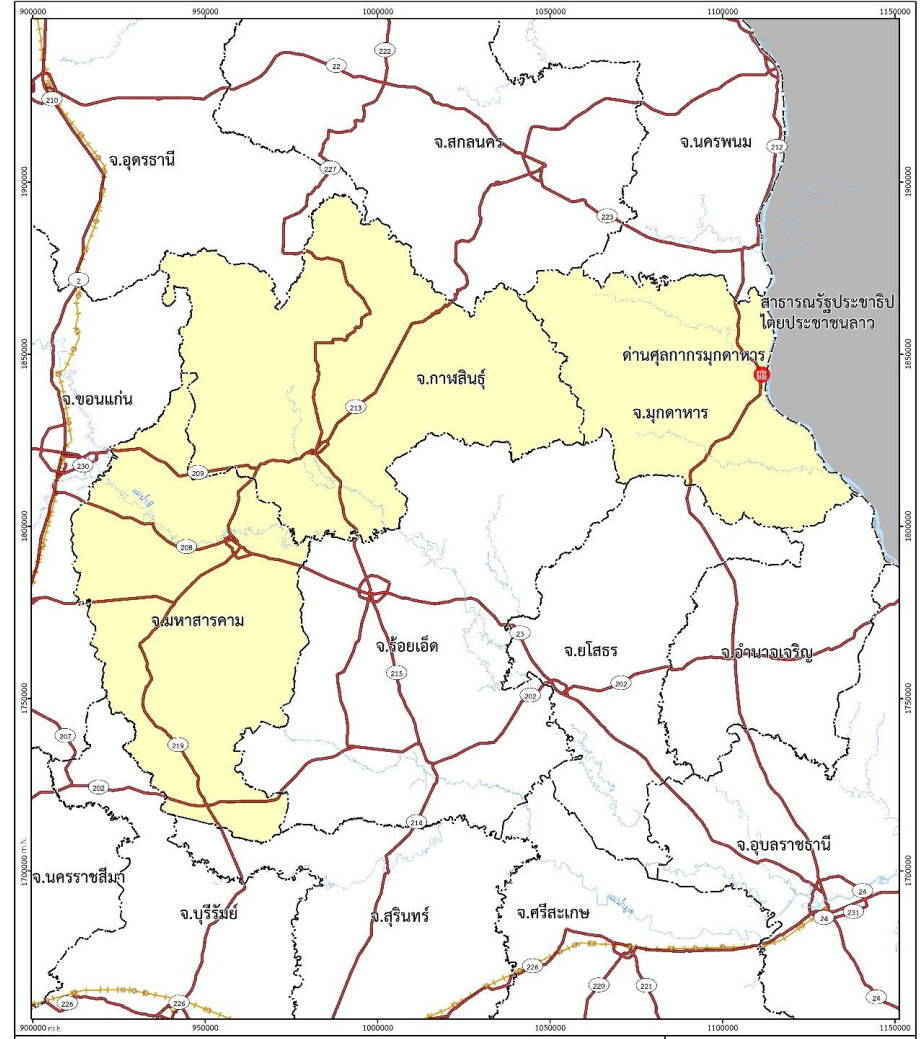 900000 950000 1000000 1050000 1100000 1150000
222
22
210
จ.สกลนคร
จ.นครพนม
212
จ.อุดรธานี
227
1900000 1900000
223
2
สาธารณรัฐประชาธิป
ไตยประชาชนลาว
1850000 1850000
ด่านศุลกากรมุกดาหาร
จ.กาฬสินธุ์
จ.ขอนแก่น
213
จ.มุกดาหาร
230
209
1800000 1800000
208
จ.มหาสารคาม
จ.ร้อยเอ็ด
23
จ.ยโสธร
จ.อำนาจเจริญ
215
202
202
1750000 1750000
207
219
202
214
จ.อุบลราชธานี
1700000 m.N. 1700000
จ.นครราชสีมา
24
จ.บุรีรัมย์
จ.สุรินทร์
จ.ศรีสะเกษ
231
24
226
220
221
24
226
226
900000 m.E. 950000 1000000 1050000 1100000 1150000